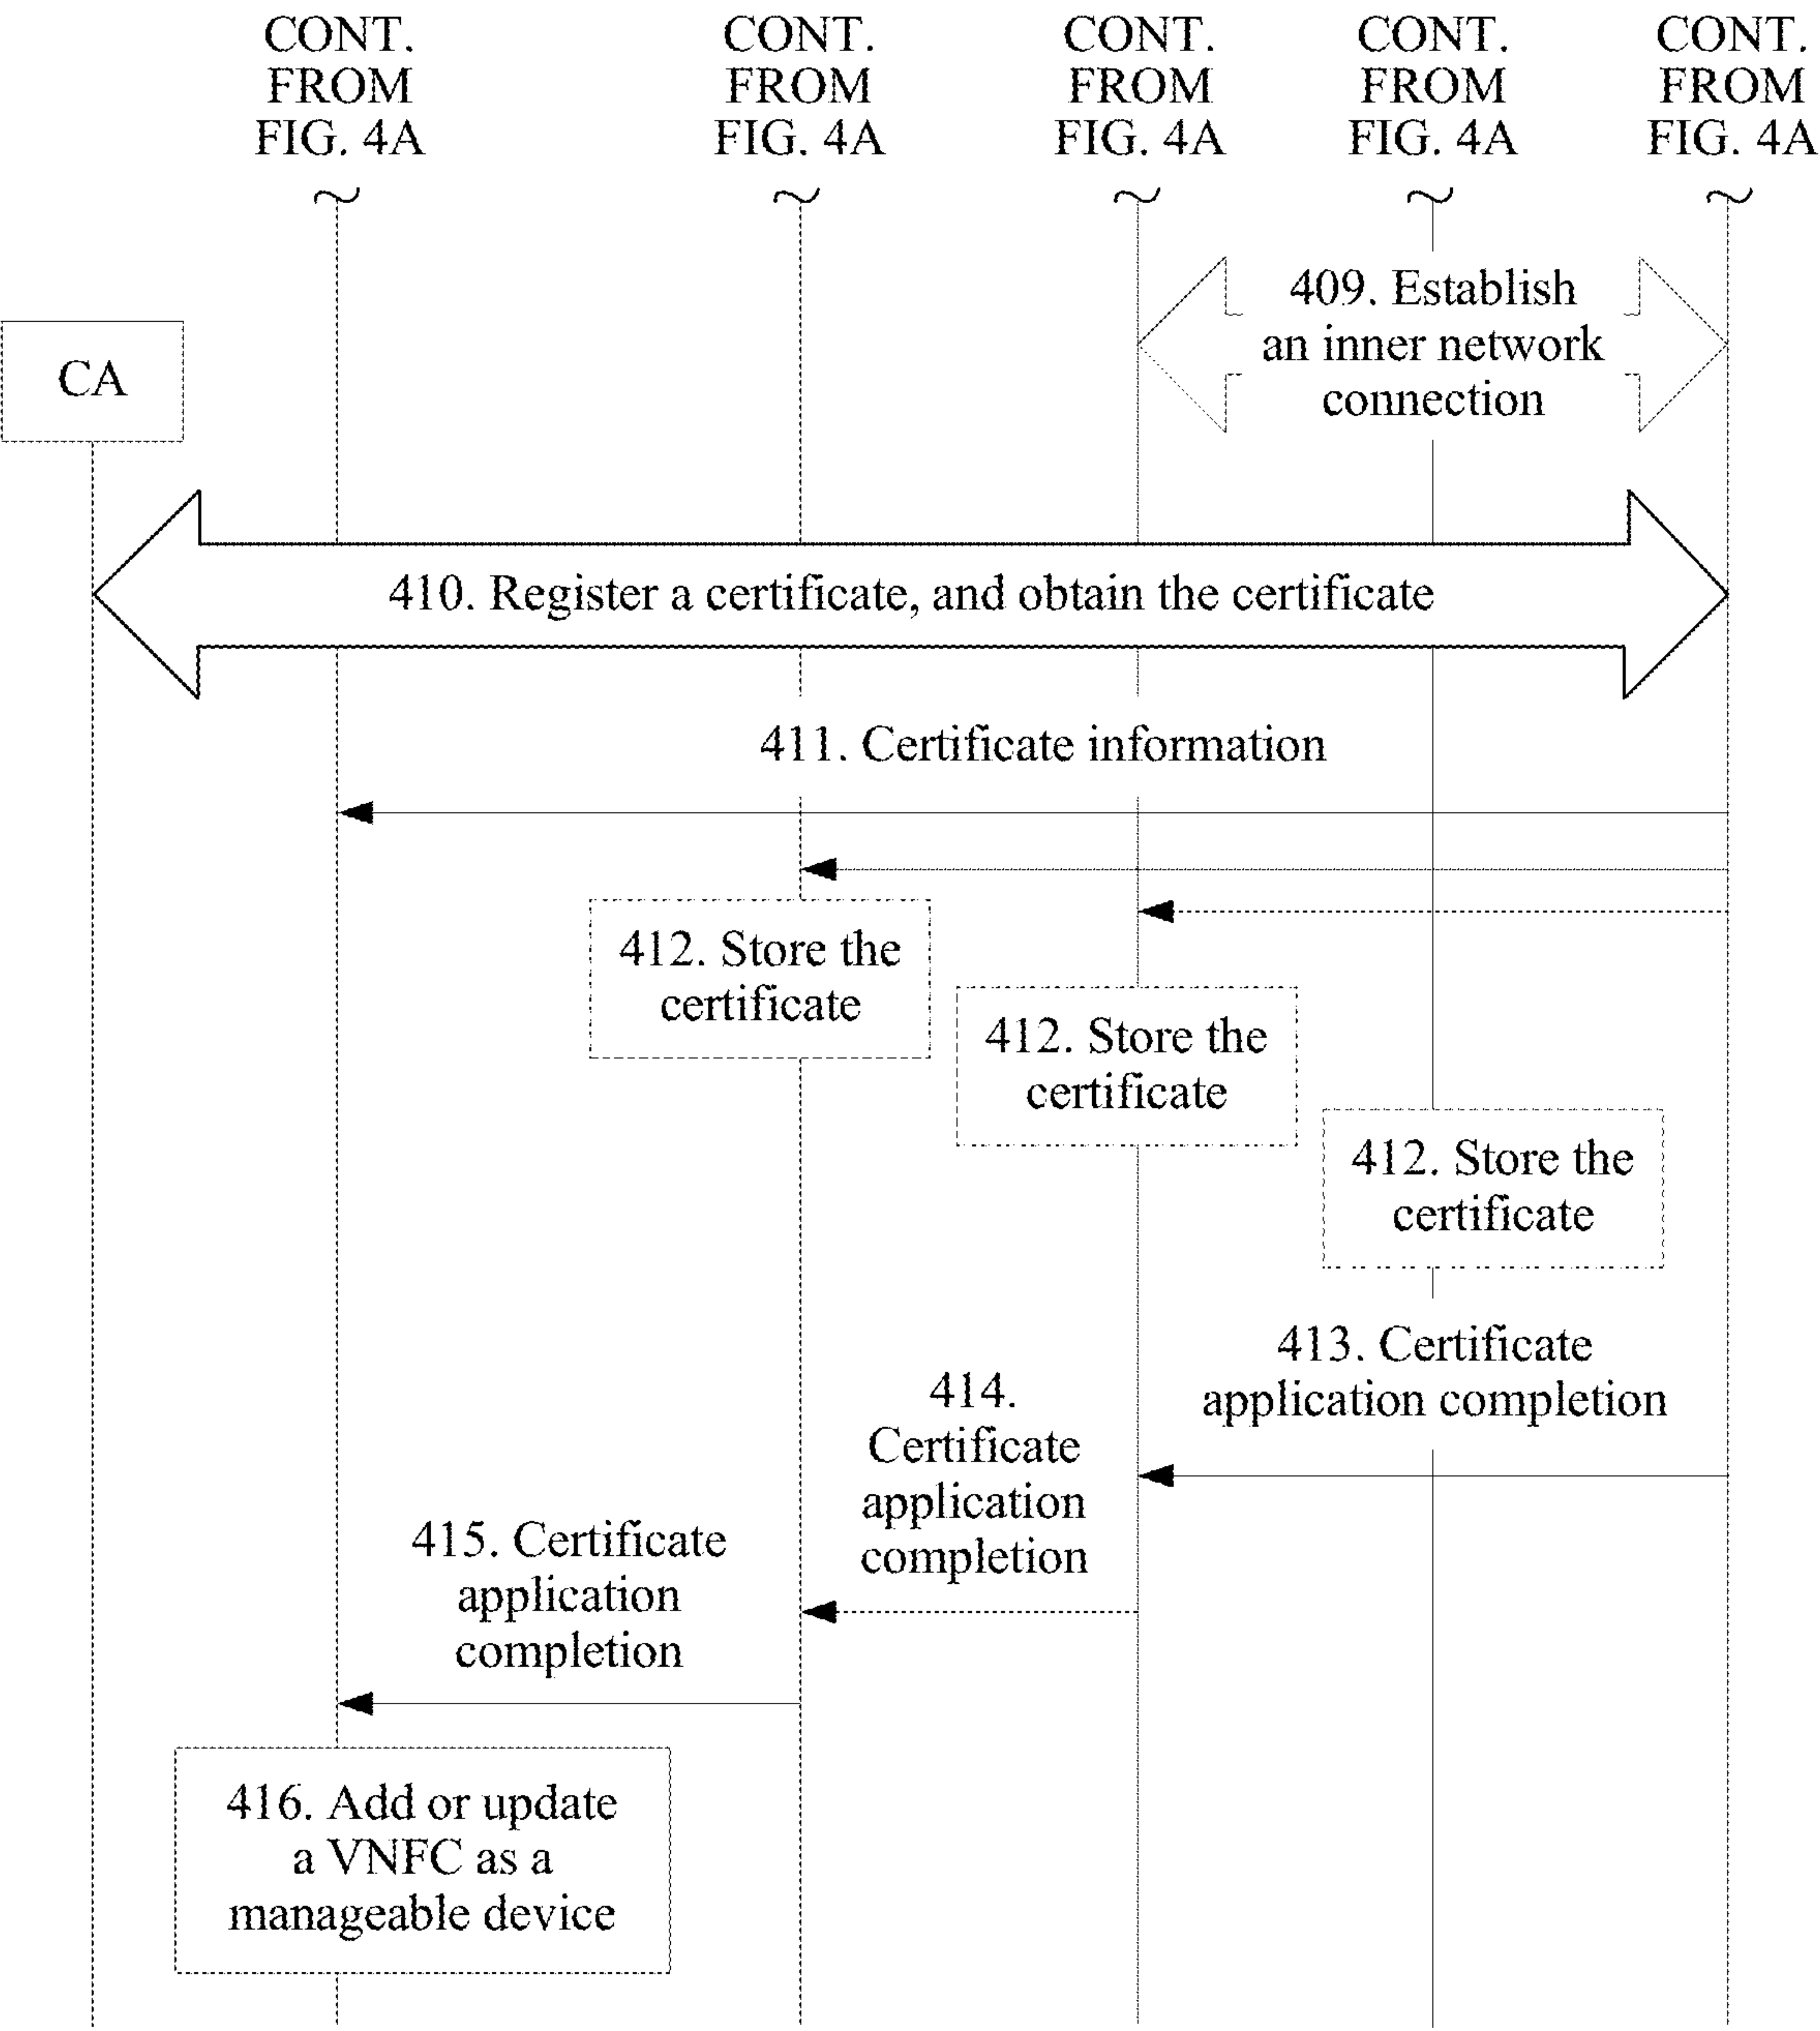 CONT.
FROM
FIG. 4A
CONT.
FROM
FIG. 4A
CONT.
FROM
FIG. 4A
CONT.
FROM
FIG. 4A
CONT.
FROM
FIG. 4A
409. Establish
an inner network
connection
CA
410. Register a certificate, and obtain the certificate
411. Certificate information
412. Store the
certificate
412. Store the
certificate
412. Store the
certificate
413. Certificate
application completion
414.
Certificate
application
completion
415. Certificate
application
completion
416. Add or update
a VNFC as a
manageable device